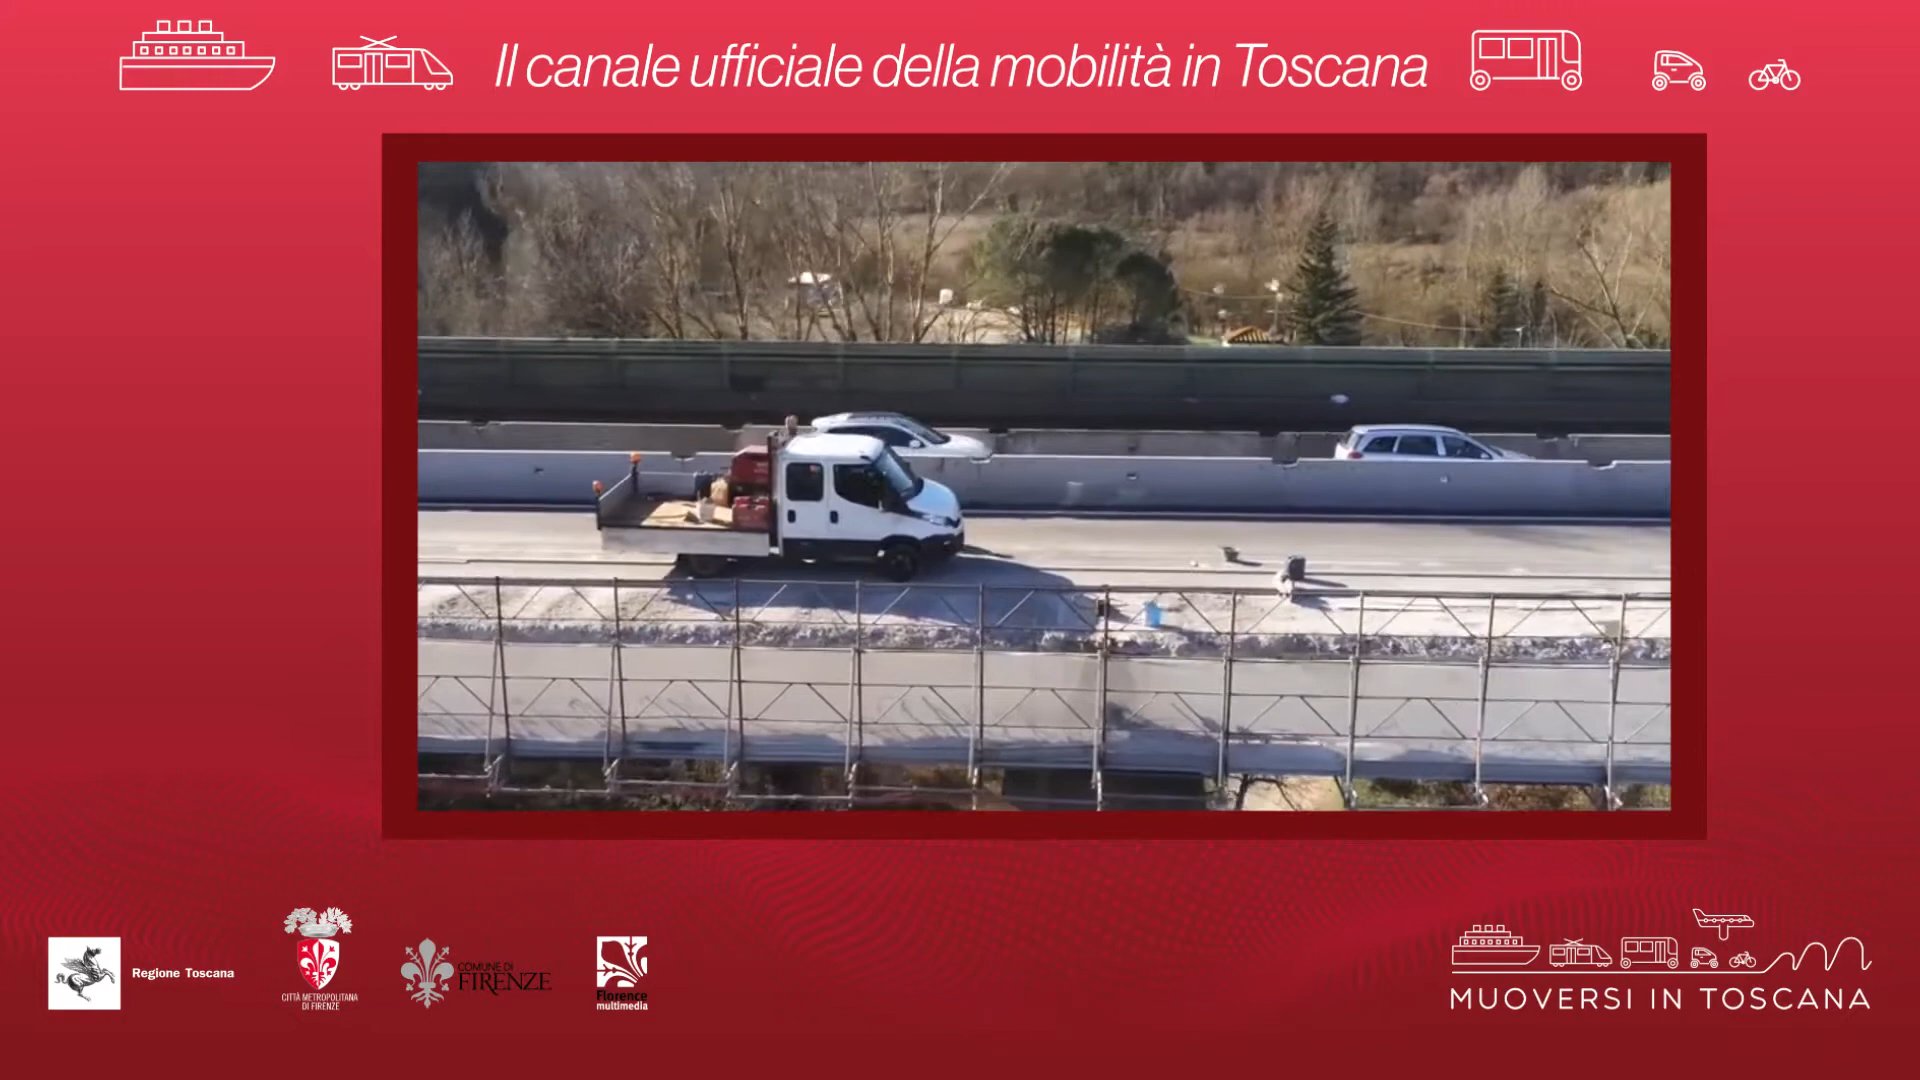 Il canale ufficiale della mobilità in Toscana
Regione Toscana
CITTÀ METROPOLITANA
DI FIRENZE
COMUNE DI
FIRENZE
Florence
multimedia
MUOVERSI IN TOSCANA